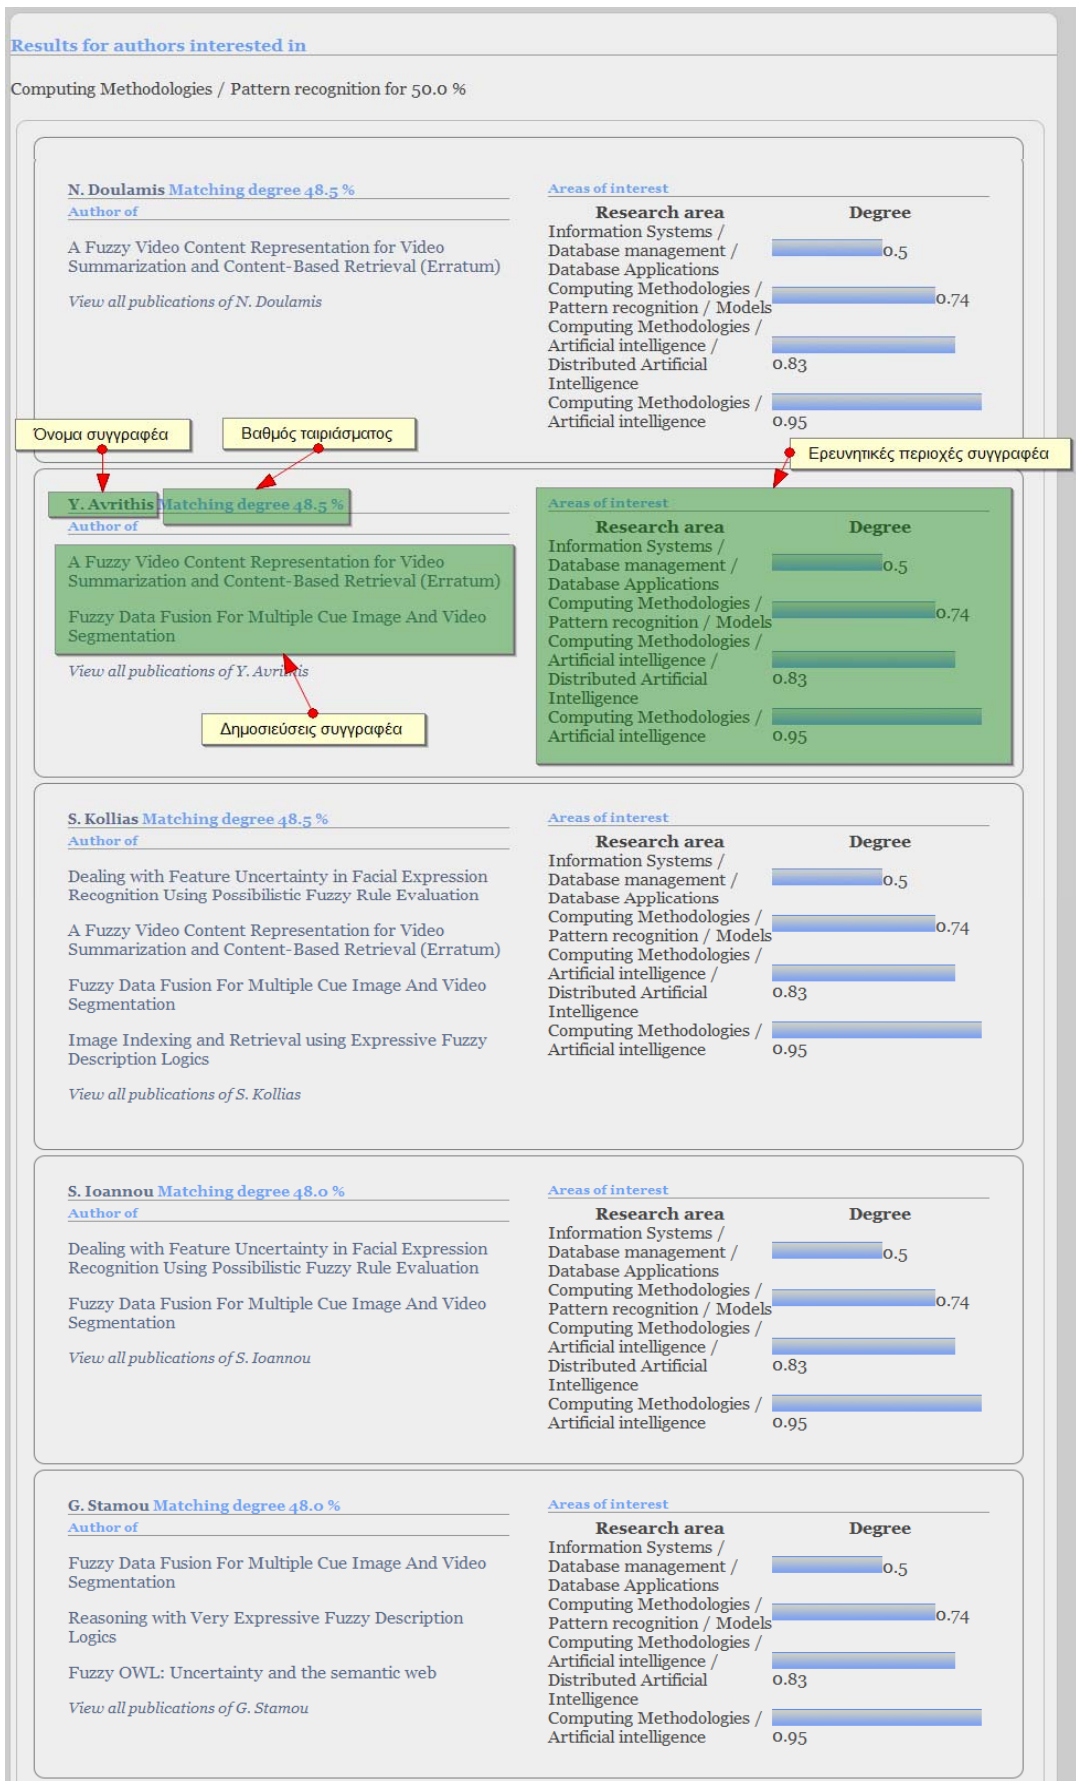 Results for authors interested in
Computing Methodologies / Pattern recognition for 50.0 %
N. Doulamis Matching degree 48.5 %
Author of
A Fuzzy Video Content Representation for Video
Summarization and Content-Based Retrieval (Erratum)
View all publications of N. Doulamis
Areas of interest
Research area Degree
Information Systems /
Database management / 0.5
Database Applications
Computing Methodologies / 0.74
Pattern recognition / Models
Computing Methodologies /
Artificial intelligence /
Distributed Artificial 0.83
Intelligence
Computing Methodologies /
Artificial intelligence 0.95
Όνομα συγγραφέα
Βαθμός ταιριάσματος
Ερευνητικές περιοχές συγγραφέα
Y. Avrithis Matching degree 48.5 %
Author of
A Fuzzy Video Content Representation for Video
Summarization and Content-Based Retrieval (Erratum)
Fuzzy Data Fusion For Multiple Cue Image And Video
Segmentation
View all publications of Y. Avrithis
Δημοσιεύσεις συγγραφέα
Areas of interest
Research area Degree
Information Systems /
Database management / 0.5
Database Applications
Computing Methodologies / 0.74
Pattern recognition / Models
Computing Methodologies /
Artificial intelligence /
Distributed Artificial 0.83
Intelligence
Computing Methodologies /
Artificial intelligence 0.95
S. Kollias Matching degree 48.5 %
Author of
Dealing with Feature Uncertainty in Facial Expression
Recognition Using Possibilistic Fuzzy Rule Evaluation
A Fuzzy Video Content Representation for Video
Summarization and Content-Based Retrieval (Erratum)
Fuzzy Data Fusion For Multiple Cue Image And Video
Segmentation
Image Indexing and Retrieval using Expressive Fuzzy
Description Logics
View all publications of S. Kollias
Areas of interest
Research area Degree
Information Systems /
Database management / 0.5
Database Applications
Computing Methodologies / 0.74
Pattern recognition / Models
Computing Methodologies /
Artificial intelligence /
Distributed Artificial 0.83
Intelligence
Computing Methodologies /
Artificial intelligence 0.95
S. Ioannou Matching degree 48.0 %
Author of
Dealing with Feature Uncertainty in Facial Expression
Recognition Using Possibilistic Fuzzy Rule Evaluation
Fuzzy Data Fusion For Multiple Cue Image And Video
Segmentation
View all publications of S. Ioannou
Areas of interest
Research area Degree
Information Systems /
Database management / 0.5
Database Applications
Computing Methodologies / 0.74
Pattern recognition / Models
Computing Methodologies /
Artificial intelligence /
Distributed Artificial 0.83
Intelligence
Computing Methodologies /
Artificial intelligence 0.95
G. Stamou Matching degree 48.0 %
Author of
Fuzzy Data Fusion For Multiple Cue Image And Video
Segmentation
Reasoning with Very Expressive Fuzzy Description
Logics
Fuzzy OWL: Uncertainty and the semantic web
View all publications of G. Stamou
Areas of interest
Research area Degree
Information Systems /
Database management / 0.5
Database Applications
Computing Methodologies / 0.74
Pattern recognition / Models
Computing Methodologies /
Artificial intelligence /
Distributed Artificial 0.83
Intelligence
Computing Methodologies /
Artificial intelligence 0.95